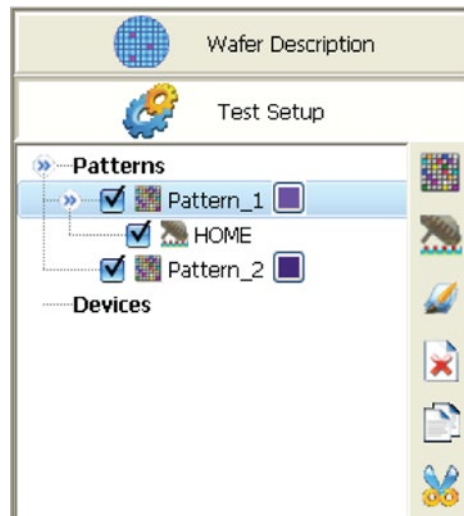 Wafer Description
Test Setup
Patterns
Pattern_1
HOME
Pattern_2
Devices